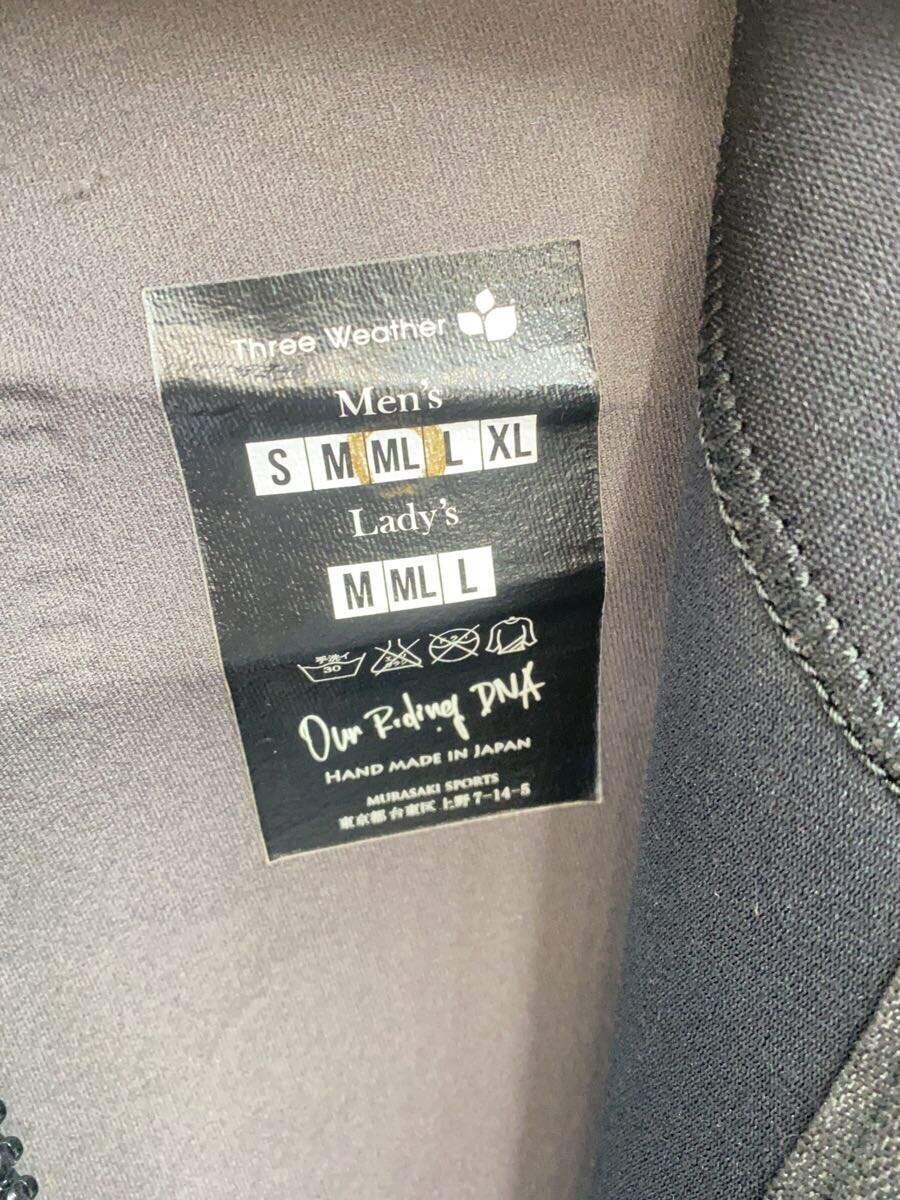 Three Weather
Men's
S M ML L XL
Lady's
M ML L
手洗イ
30
Our Riding DNA
HAND MADE IN JAPAN
MURASAKI SPORTS
東京都台東区上野7-14-5